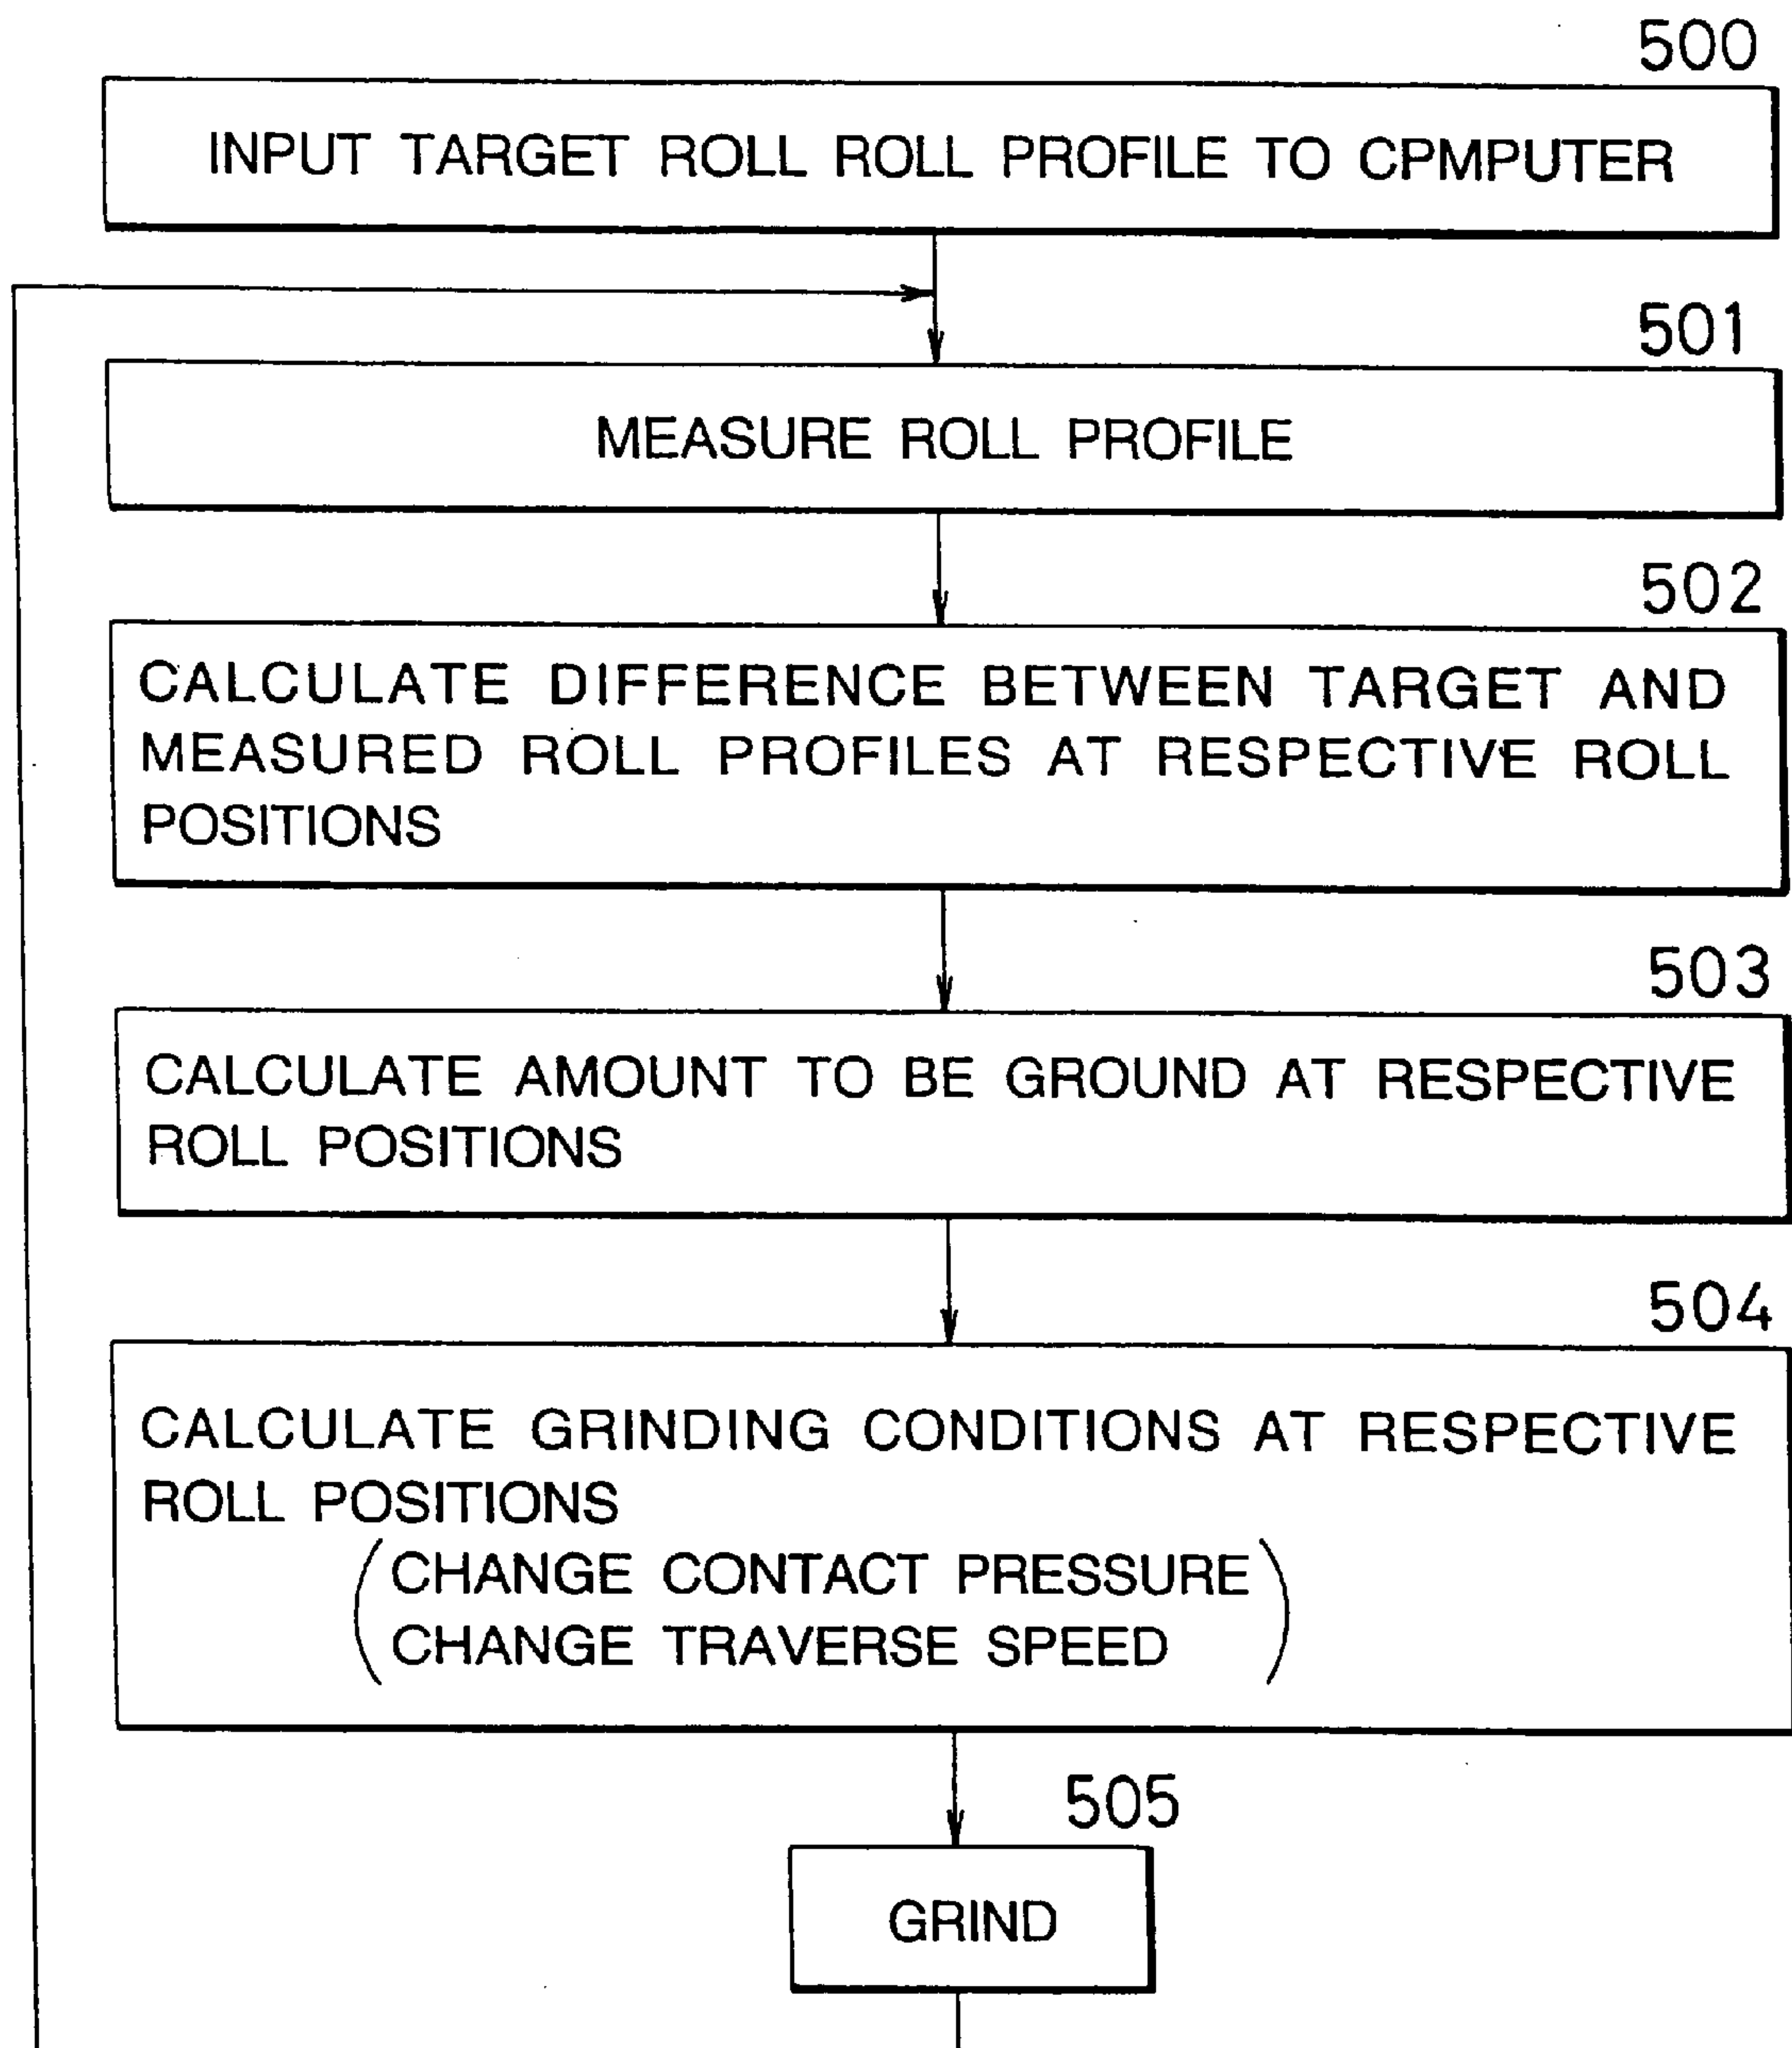 500
INPUT TARGET ROLL ROLL PROFILE TO CPMPUTER
501
MEASURE ROLL PROFILE
502
CALCULATE DIFFERENCE BETWEEN TARGET AND
MEASURED ROLL PROFILES AT RESPECTIVE ROLL
POSITIONS
503
CALCULATE AMOUNT TO BE GROUND AT RESPECTIVE
ROLL POSITIONS
504
CALCULATE GRINDING CONDITIONS AT RESPECTIVE
ROLL POSITIONS
(CHANGE CONTACT PRESSURE
CHANGE TRAVERSE SPEED)
505
GRIND